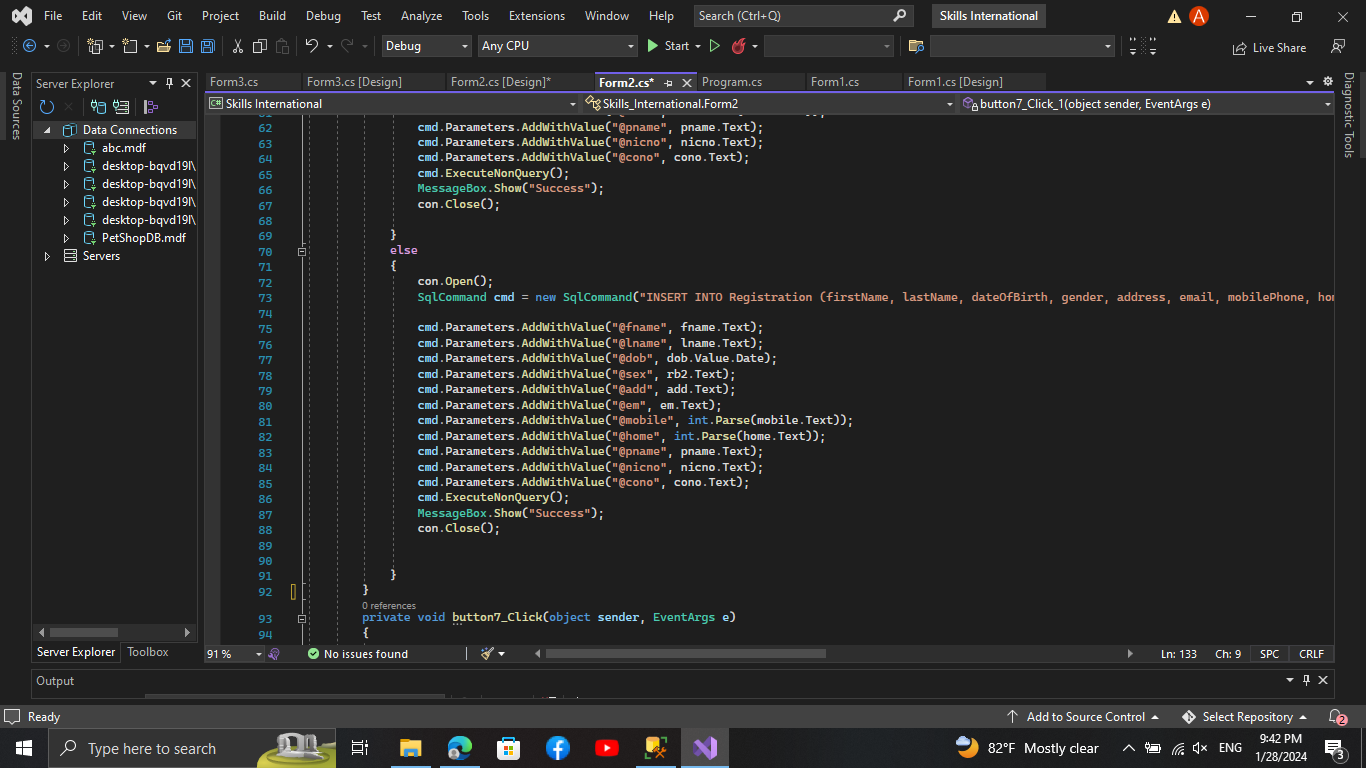 File Edit View Git Project Build Debug Test Analyze Tools Extensions Window Help Search (Ctrl+Q) Skills International A
Debug Any CPU Start Live Share
Data Sources
Server Explorer
Data Connections
abc.mdf
desktop-bqvd19l\
desktop-bqvd19l\
desktop-bqvd19l\
desktop-bqvd19l\
PetShopDB.mdf
Servers
Server Explorer Toolbox
Form3.cs Form3.cs [Design] Form2.cs [Design]* Form2.cs* Program.cs Form1.cs Form1.cs [Design]
C# Skills International Skills_International.Form2 button7_Click_1(object sender, EventArgs e)
62 cmd.Parameters.AddWithValue("@pname", pname.Text);
63 cmd.Parameters.AddWithValue("@nicno", nicno.Text);
64 cmd.Parameters.AddWithValue("@cono", cono.Text);
65 cmd.ExecuteNonQuery();
66 MessageBox.Show("Success");
67 con.Close();
68
69 }
70 else
71 {
72 con.Open();
73 SqlCommand cmd = new SqlCommand("INSERT INTO Registration (firstName, lastName, dateOfBirth, gender, address, email, mobilePhone, hom
74
75 cmd.Parameters.AddWithValue("@fname", fname.Text);
76 cmd.Parameters.AddWithValue("@lname", lname.Text);
77 cmd.Parameters.AddWithValue("@dob", dob.Value.Date);
78 cmd.Parameters.AddWithValue("@sex", rb2.Text);
79 cmd.Parameters.AddWithValue("@add", add.Text);
80 cmd.Parameters.AddWithValue("@em", em.Text);
81 cmd.Parameters.AddWithValue("@mobile", int.Parse(mobile.Text));
82 cmd.Parameters.AddWithValue("@home", int.Parse(home.Text));
83 cmd.Parameters.AddWithValue("@pname", pname.Text);
84 cmd.Parameters.AddWithValue("@nicno", nicno.Text);
85 cmd.Parameters.AddWithValue("@cono", cono.Text);
86 cmd.ExecuteNonQuery();
87 MessageBox.Show("Success");
88 con.Close();
89
90
91 }
92 }
0 references
93 private void button7_Click(object sender, EventArgs e)
94 {
91 % No issues found Ln: 133 Ch: 9 SPC CRLF
Diagnostic Tools
Output
Ready Add to Source Control Select Repository 2
Type here to search 82°F Mostly clear ENG 9:42 PM
1/28/2024 3